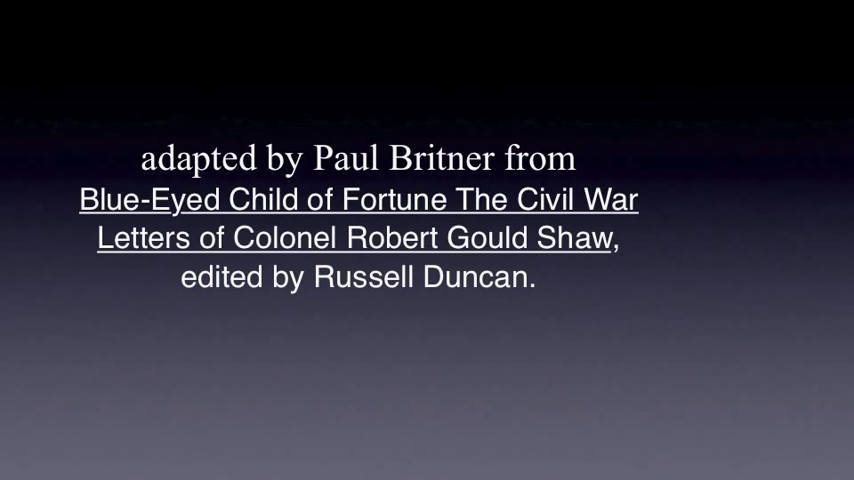 adapted by Paul Britner from
Blue-Eyed Child of Fortune The Civil War
Letters of Colonel Robert Gould Shaw,
edited by Russell Duncan.